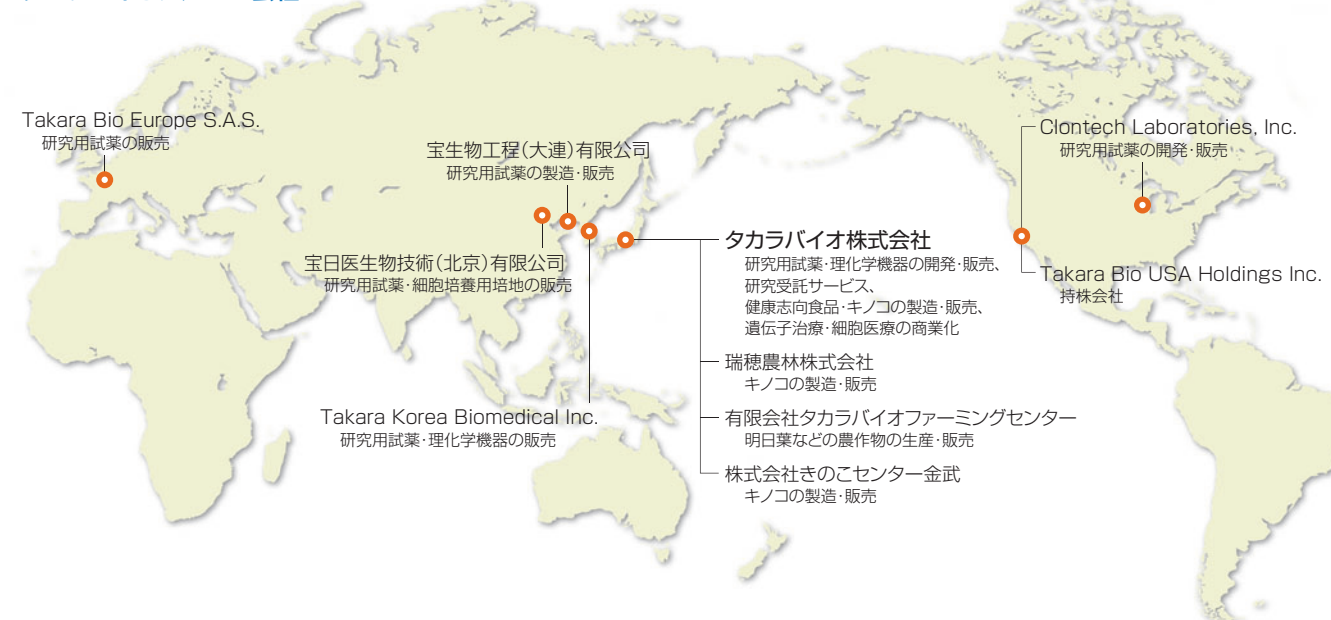 Takara Bio Europe S.A.S.
研究用試薬の販売
宝生物工程(大連)有限公司
研究用試薬の製造・販売
宝日医生物技術(北京)有限公司
研究用試薬・細胞培養用培地の販売
Takara Korea Biomedical Inc.
研究用試薬・理化学機器の販売
タカラバイオ株式会社
研究用試薬・理化学機器の開発・販売、
研究受託サービス、
健康志向食品・キノコの製造・販売、
遺伝子治療・細胞医療の商業化
瑞穂農林株式会社
キノコの製造・販売
有限会社タカラバイオファーミングセンター
明日葉などの農作物の生産・販売
株式会社きのこセンター金武
キノコの製造・販売
Clontech Laboratories, Inc.
研究用試薬の開発・販売
Takara Bio USA Holdings Inc.
持株会社